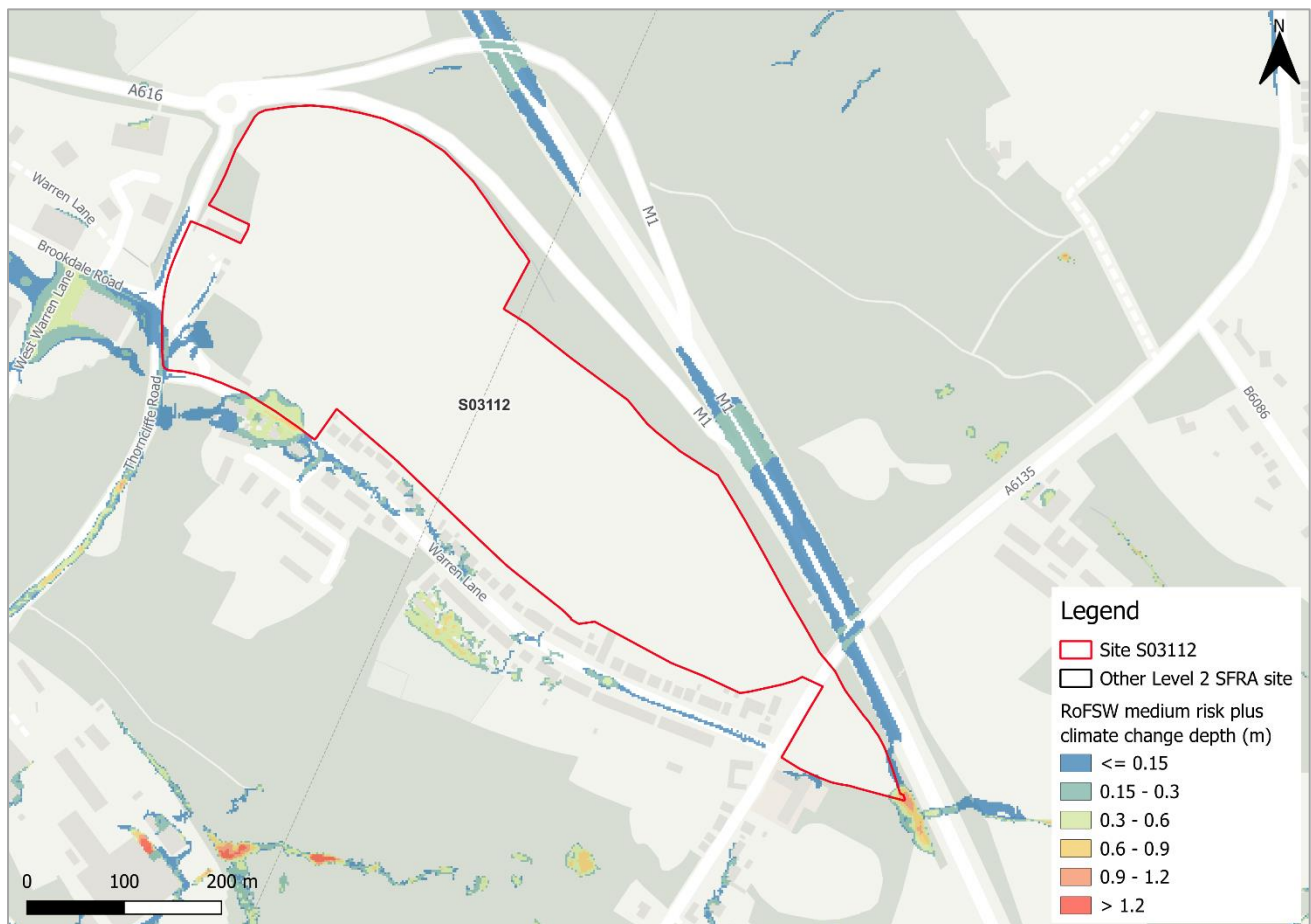 N
A616
M1
Warren Lane
Brookdale Road
West Warren Lane
S03112
M1
M1
B6086
Thorncliffe Road
A6135
Warren Lane
Legend
Site S03112
Other Level 2 SFRA site
RoFSW medium risk plus
climate change depth (m)
<= 0.15
0.15 - 0.3
0.3 - 0.6
0.6 - 0.9
0.9 - 1.2
> 1.2
0 100 200 m